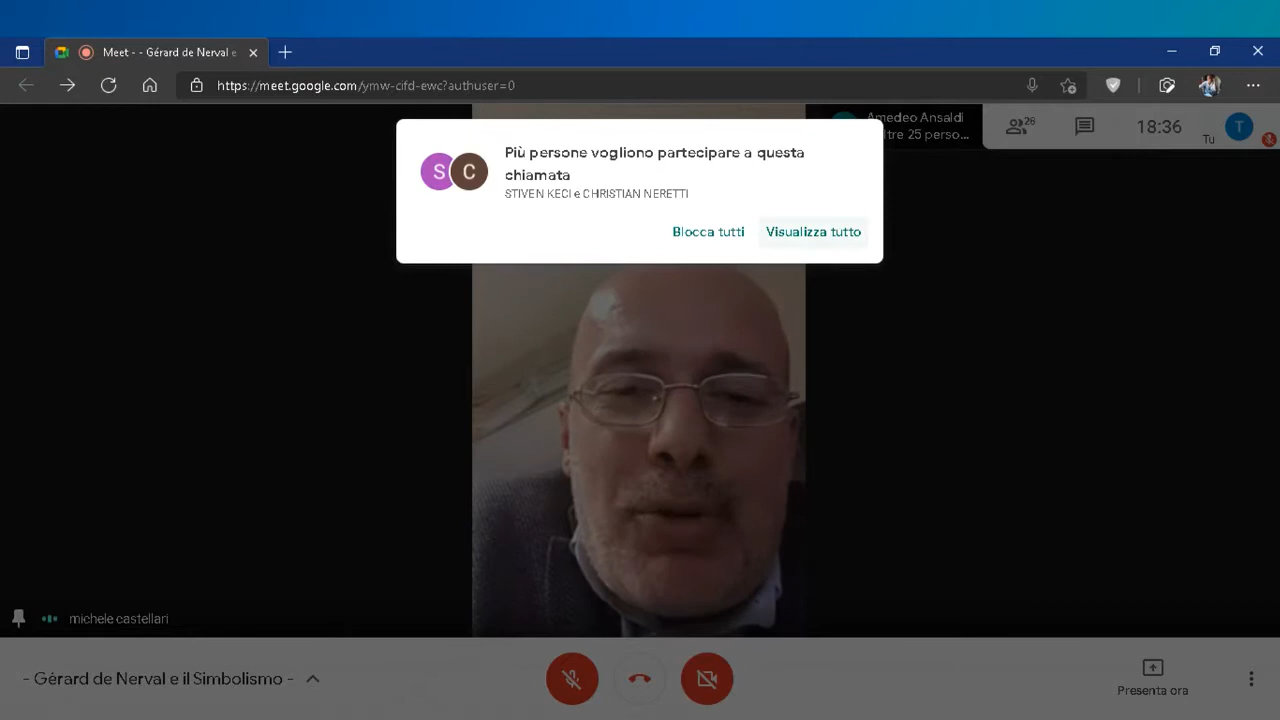 Meet - - Gérard de Nerval e
https://meet.google.com/ymw-cifd-ewc?authuser=0
Amedeo Ansaldi
ltre 25 perso...
26
18:36
Tu
T
S
C
Più persone vogliono partecipare a questa
chiamata
STIVEN KECI e CHRISTIAN NERETTI
Blocca tutti
Visualizza tutto
michele castellari
- Gérard de Nerval e il Simbolismo -
Presenta ora